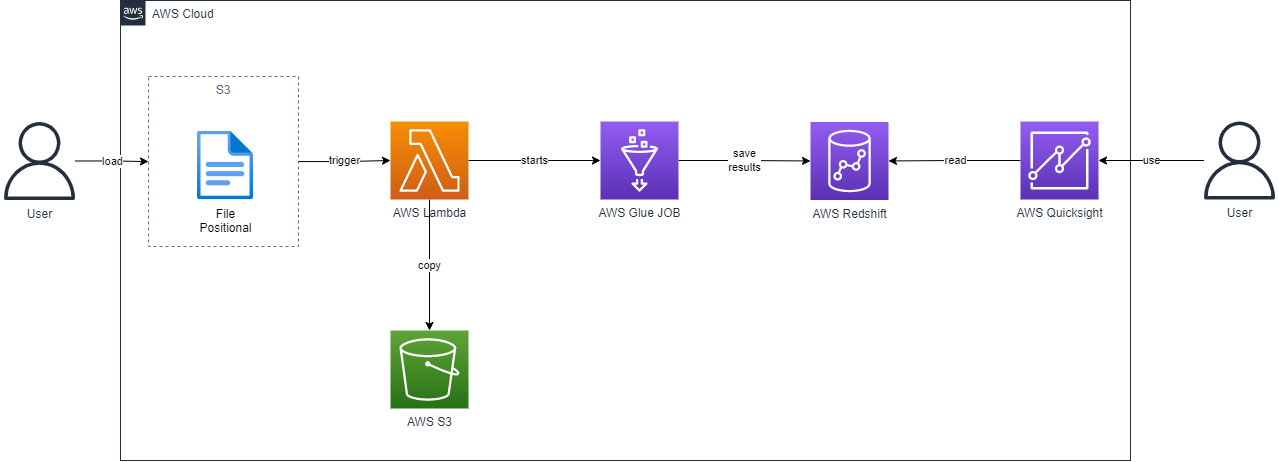 aws
AWS Cloud
S3
load
trigger
starts
save
results
read
use
User
File
Positional
AWS Lambda
AWS Glue JOB
AWS Redshift
AWS Quicksight
User
copy
AWS S3